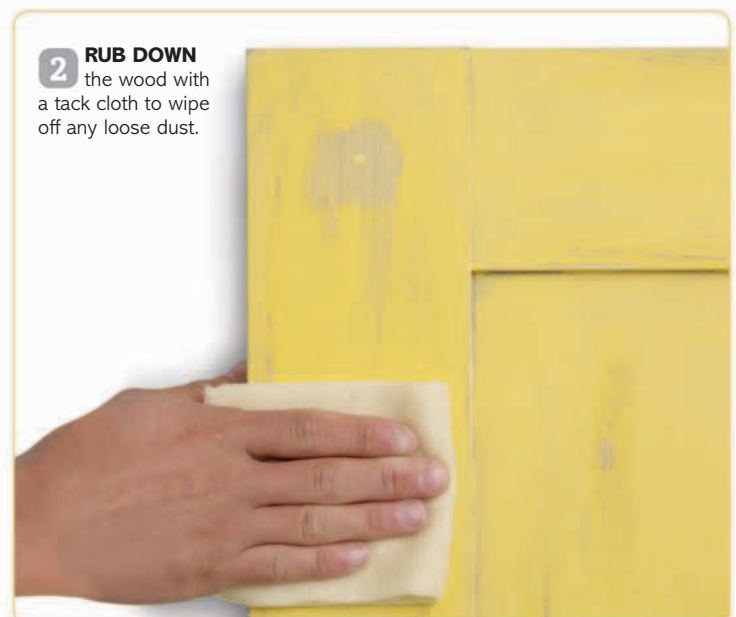 2 RUB DOWN
the wood with
a tack cloth to wipe
off any loose dust.